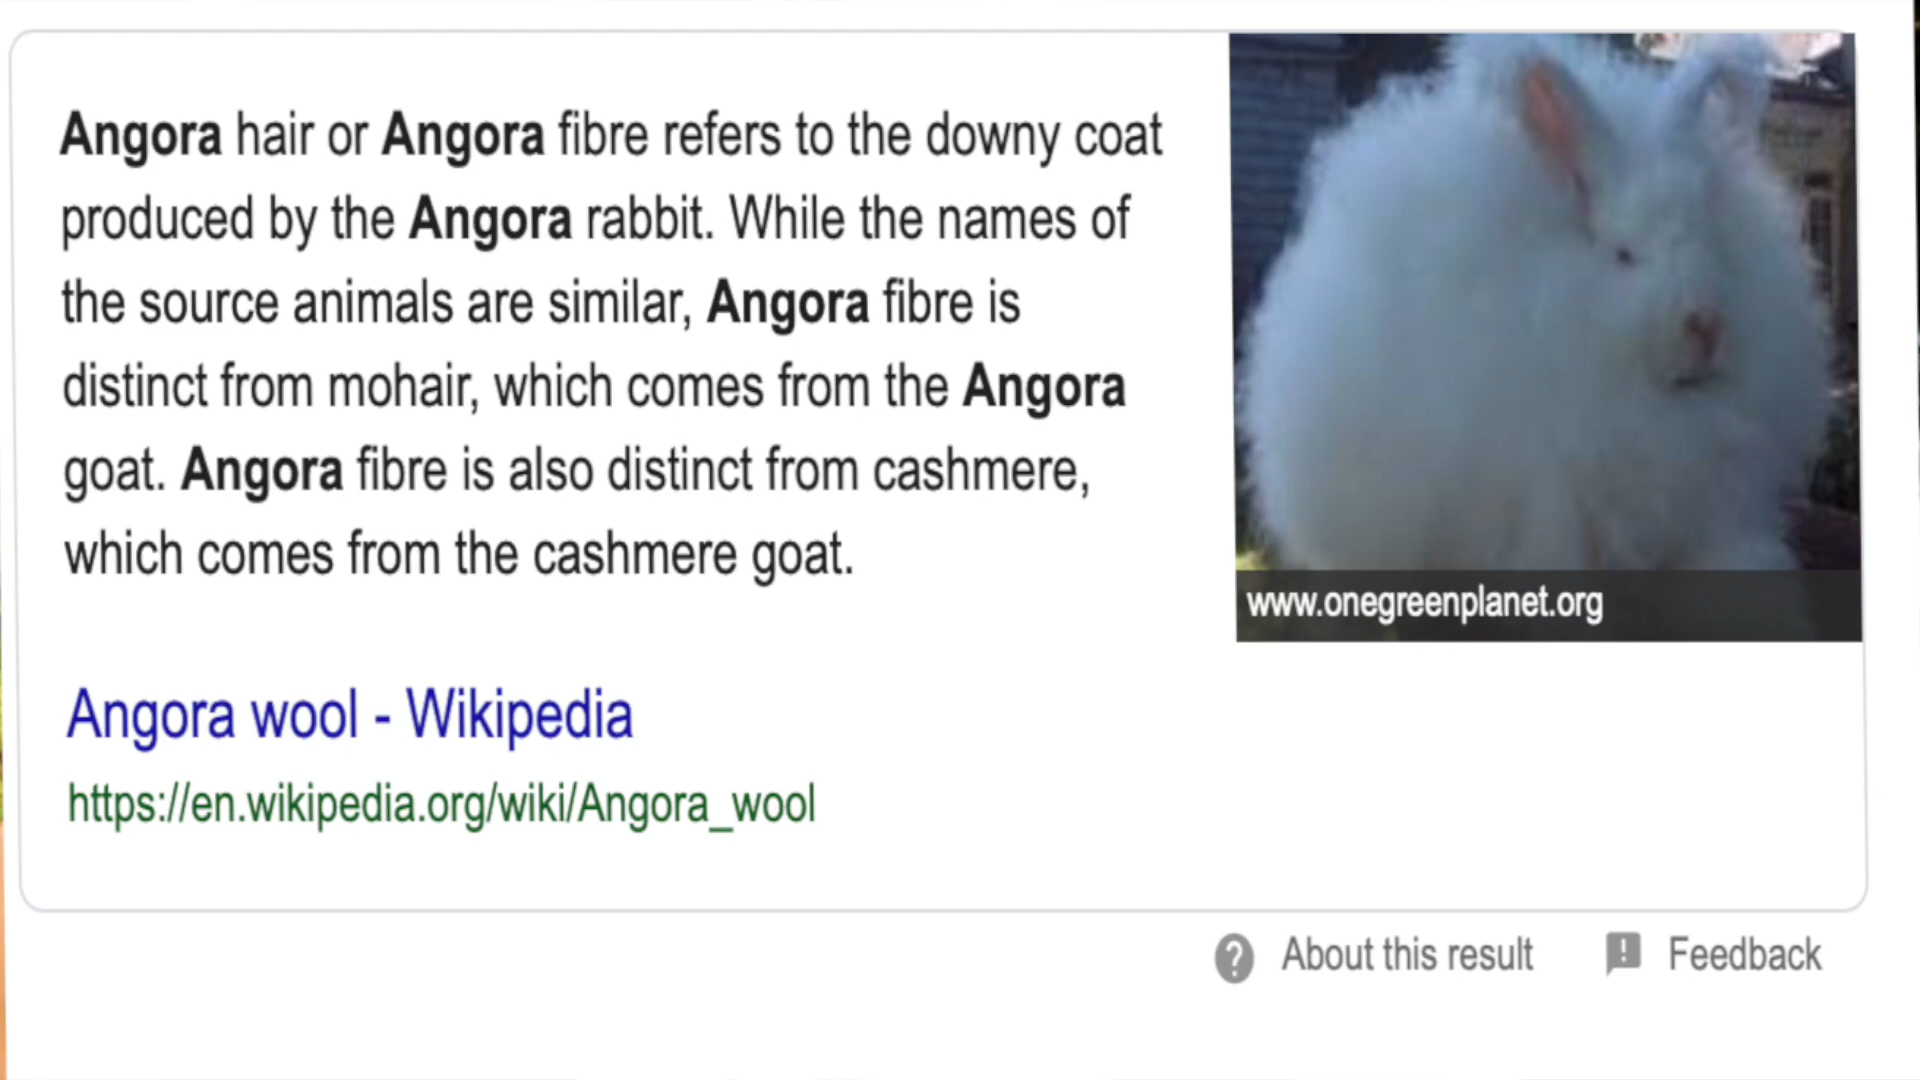 Angora hair or Angora fibre refers to the downy coat
produced by the Angora rabbit. While the names of
the source animals are similar, Angora fibre is
distinct from mohair, which comes from the Angora
goat. Angora fibre is also distinct from cashmere,
which comes from the cashmere goat.
www.onegreenplanet.org
Angora wool - Wikipedia
https://en.wikipedia.org/wiki/Angora_wool
About this result
Feedback